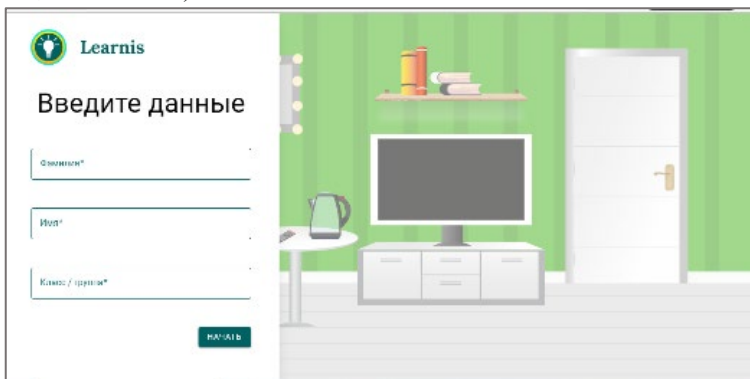 Learnis
Введите данные
Фамилия*
Имя*
Класс / группа*
НАЧАТЬ